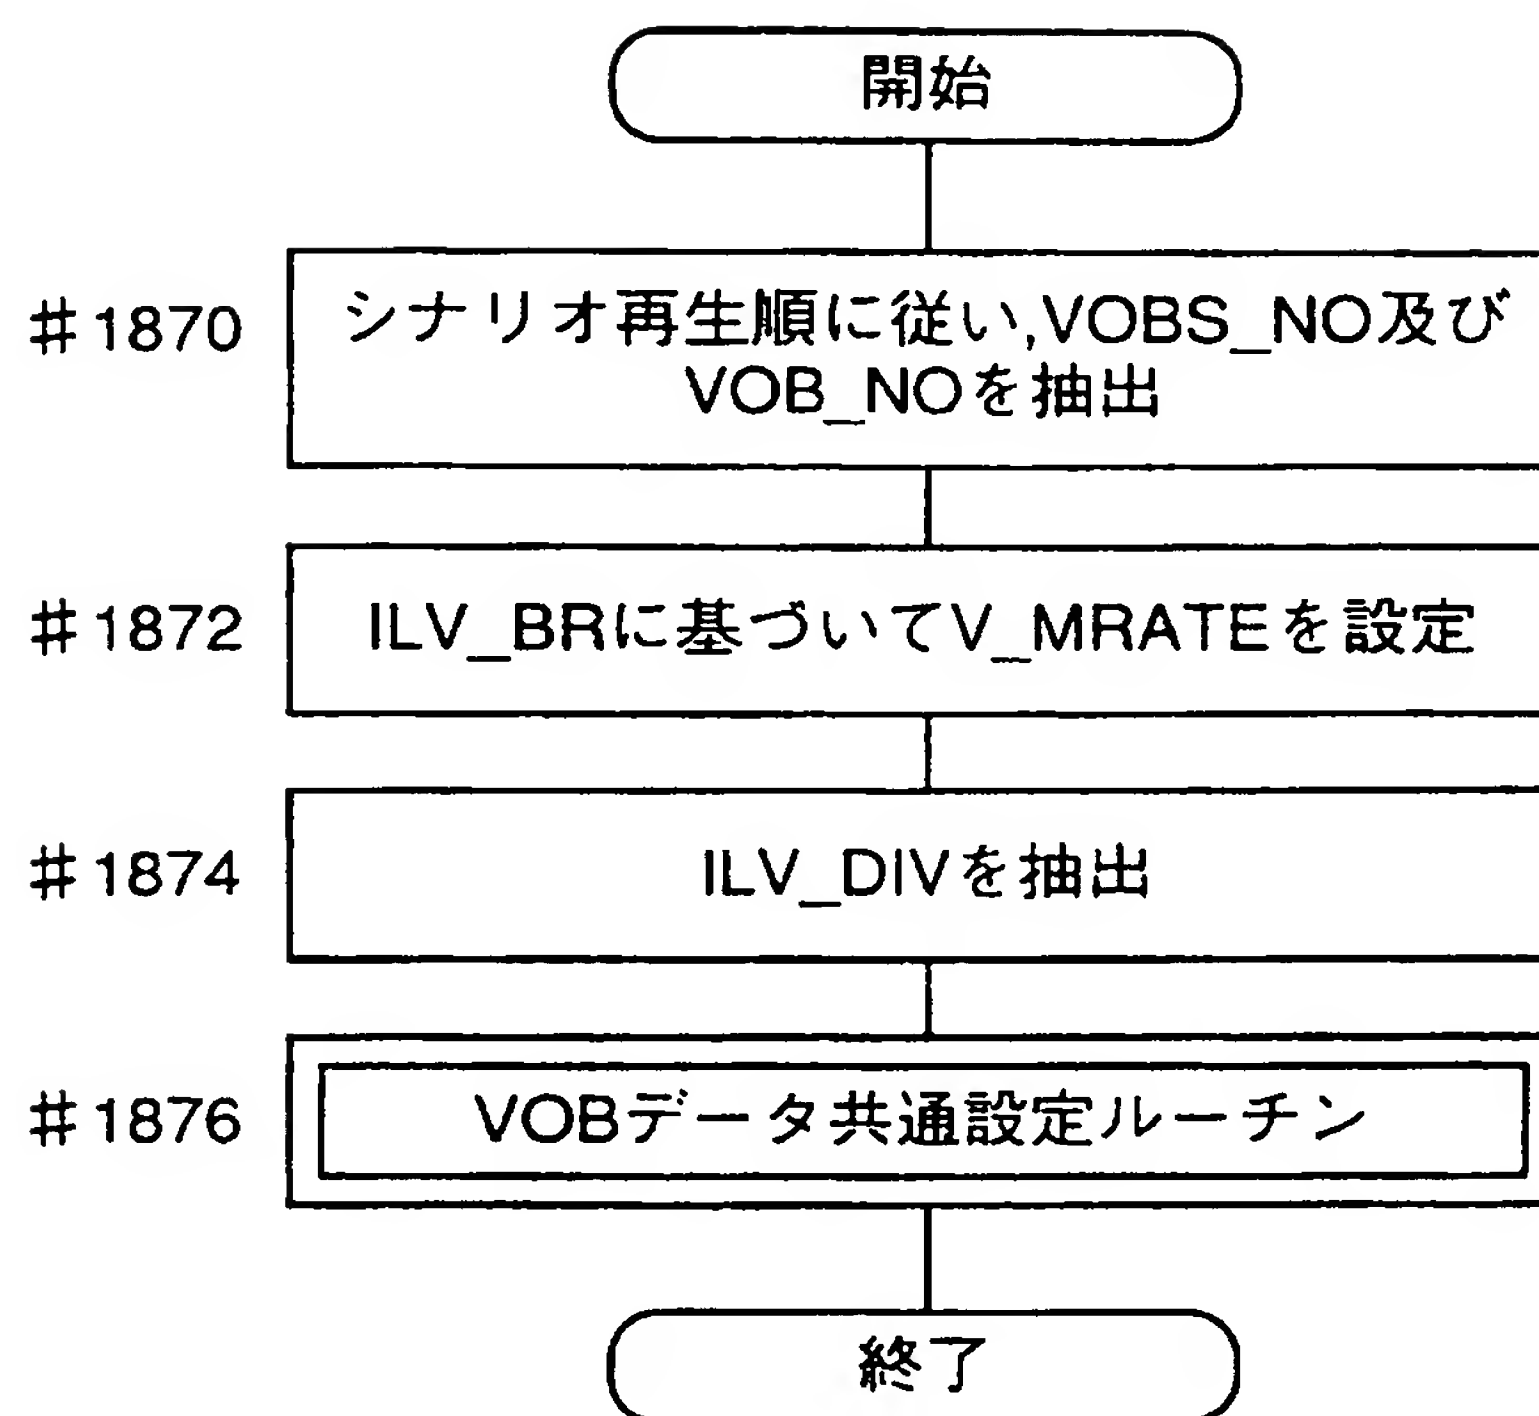 開始
#1870
シナリオ再生順に従い,VOBS_NO及び
VOB_NOを抽出
#1872
ILV_BRに基づいてV_MRATEを設定
#1874
ILV_DIVを抽出
#1876
VOBデータ共通設定ルーチン
終了